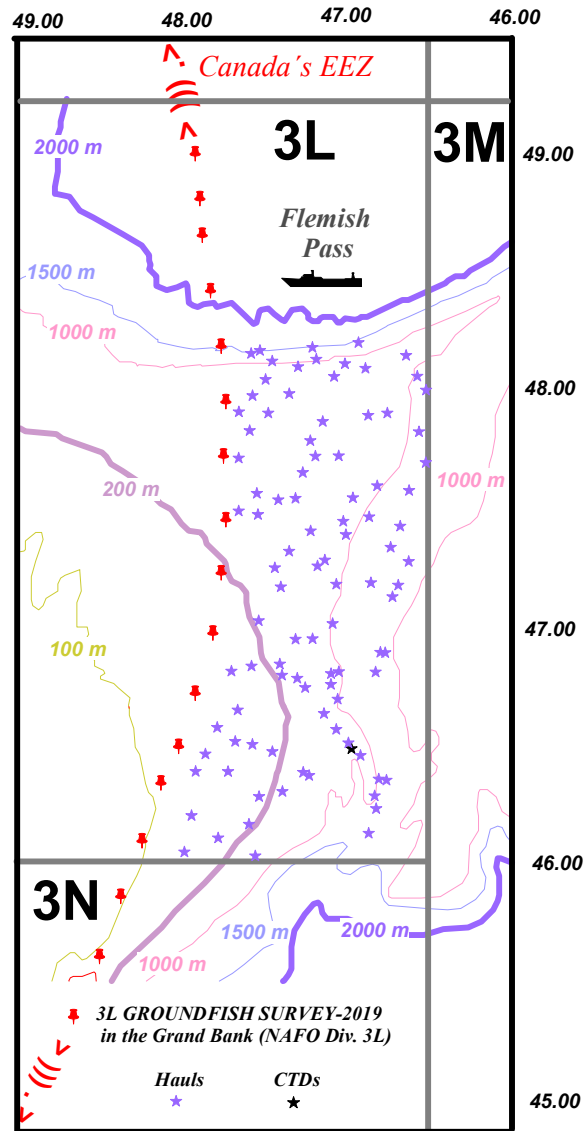 49.00 48.00 47.00 46.00
Canada´s EEZ
3L 3M
2000 m
49.00
Flemish
Pass
1500 m
1000 m
48.00
200 m
1000 m
100 m
47.00
46.00
3N
1500 m
2000 m
1000 m
3L GROUNDFISH SURVEY-2019
in the Grand Bank (NAFO Div. 3L)
Hauls CTDs
45.00